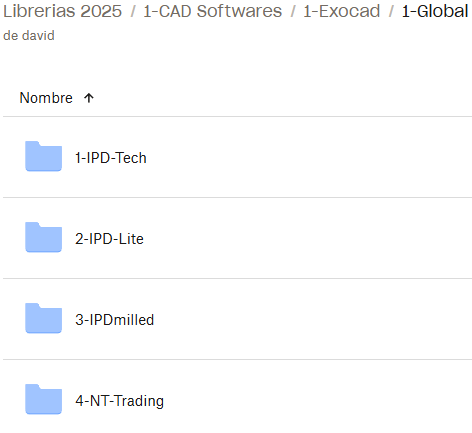 Librerias 2025 / 1-CAD Softwares / 1-Exocad / 1-Global
de david
Nombre ↑
1-IPD-Tech
2-IPD-Lite
3-IPDmilled
4-NT-Trading